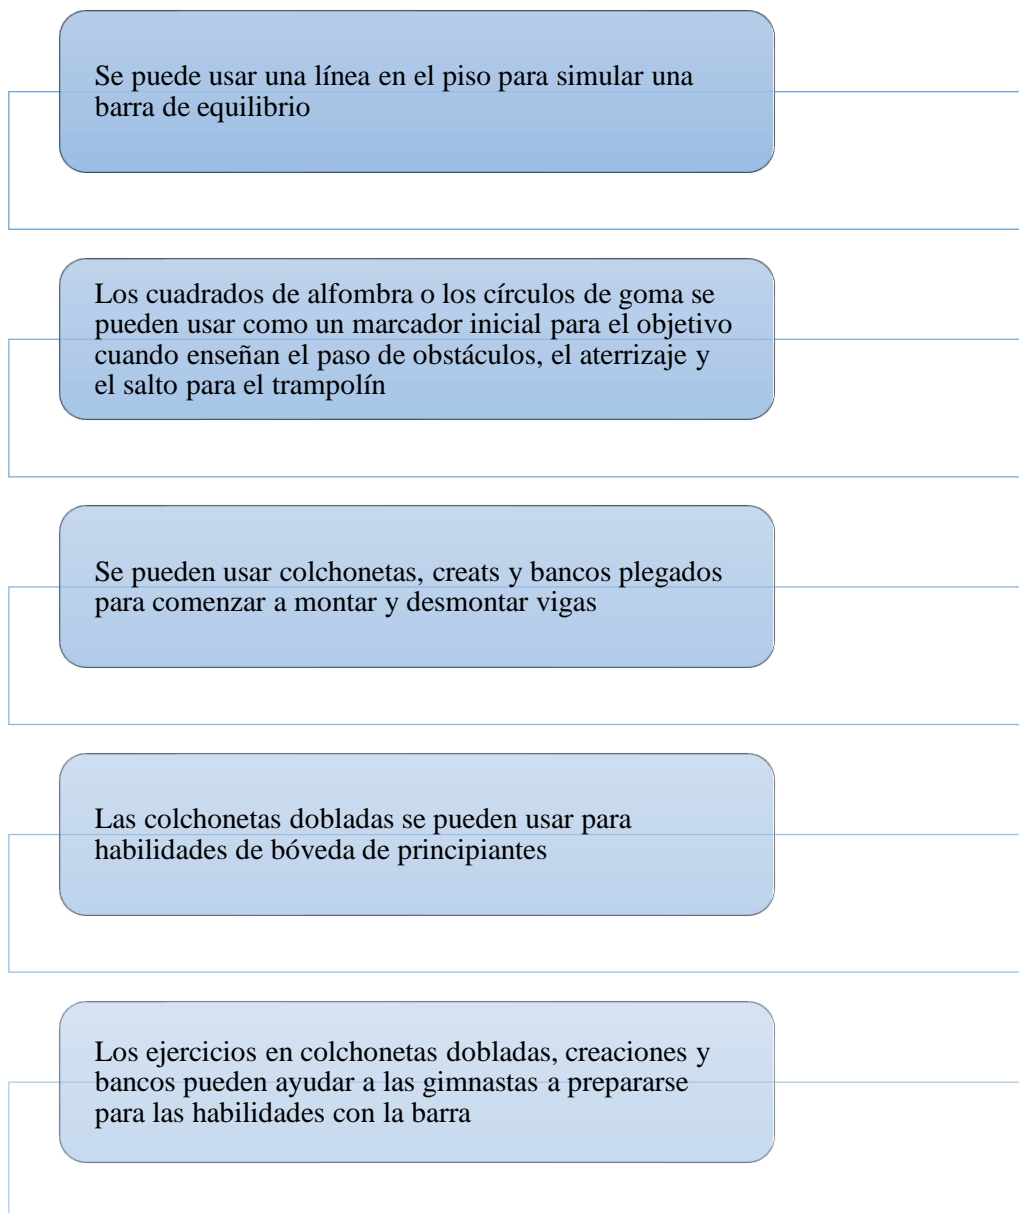 Se puede usar una línea en el piso para simular una
barra de equilibrio
Los cuadrados de alfombra o los círculos de goma se
pueden usar como un marcador inicial para el objetivo
cuando enseñan el paso de obstáculos, el aterrizaje y
el salto para el trampolín
Se pueden usar colchonetas, creats y bancos plegados
para comenzar a montar y desmontar vigas
Las colchonetas dobladas se pueden usar para
habilidades de bóveda de principiantes
Los ejercicios en colchonetas dobladas, creaciones y
bancos pueden ayudar a las gimnastas a prepararse
para las habilidades con la barra